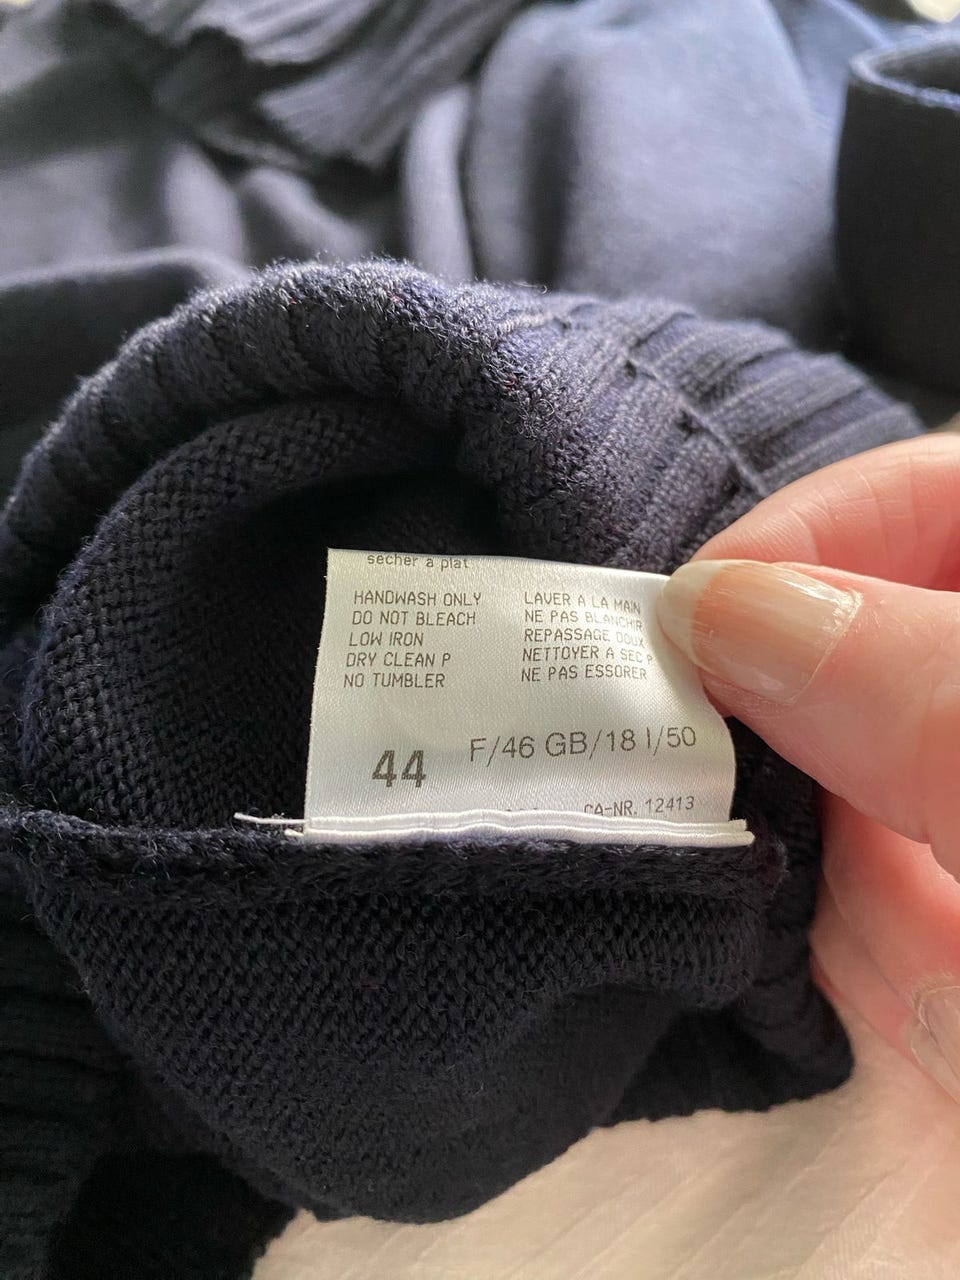 secher a plat
HANDWASH ONLY
DO NOT BLEACH
LOW IRON
DRY CLEAN P
NO TUMBLER
LAVER A LA MAIN
NE PAS BLANCHIR
REPASSAGE DOUX
NETTOYER A SEC P
NE PAS ESSORER
44 F/46 GB/18 I/50
CA-NR. 12413